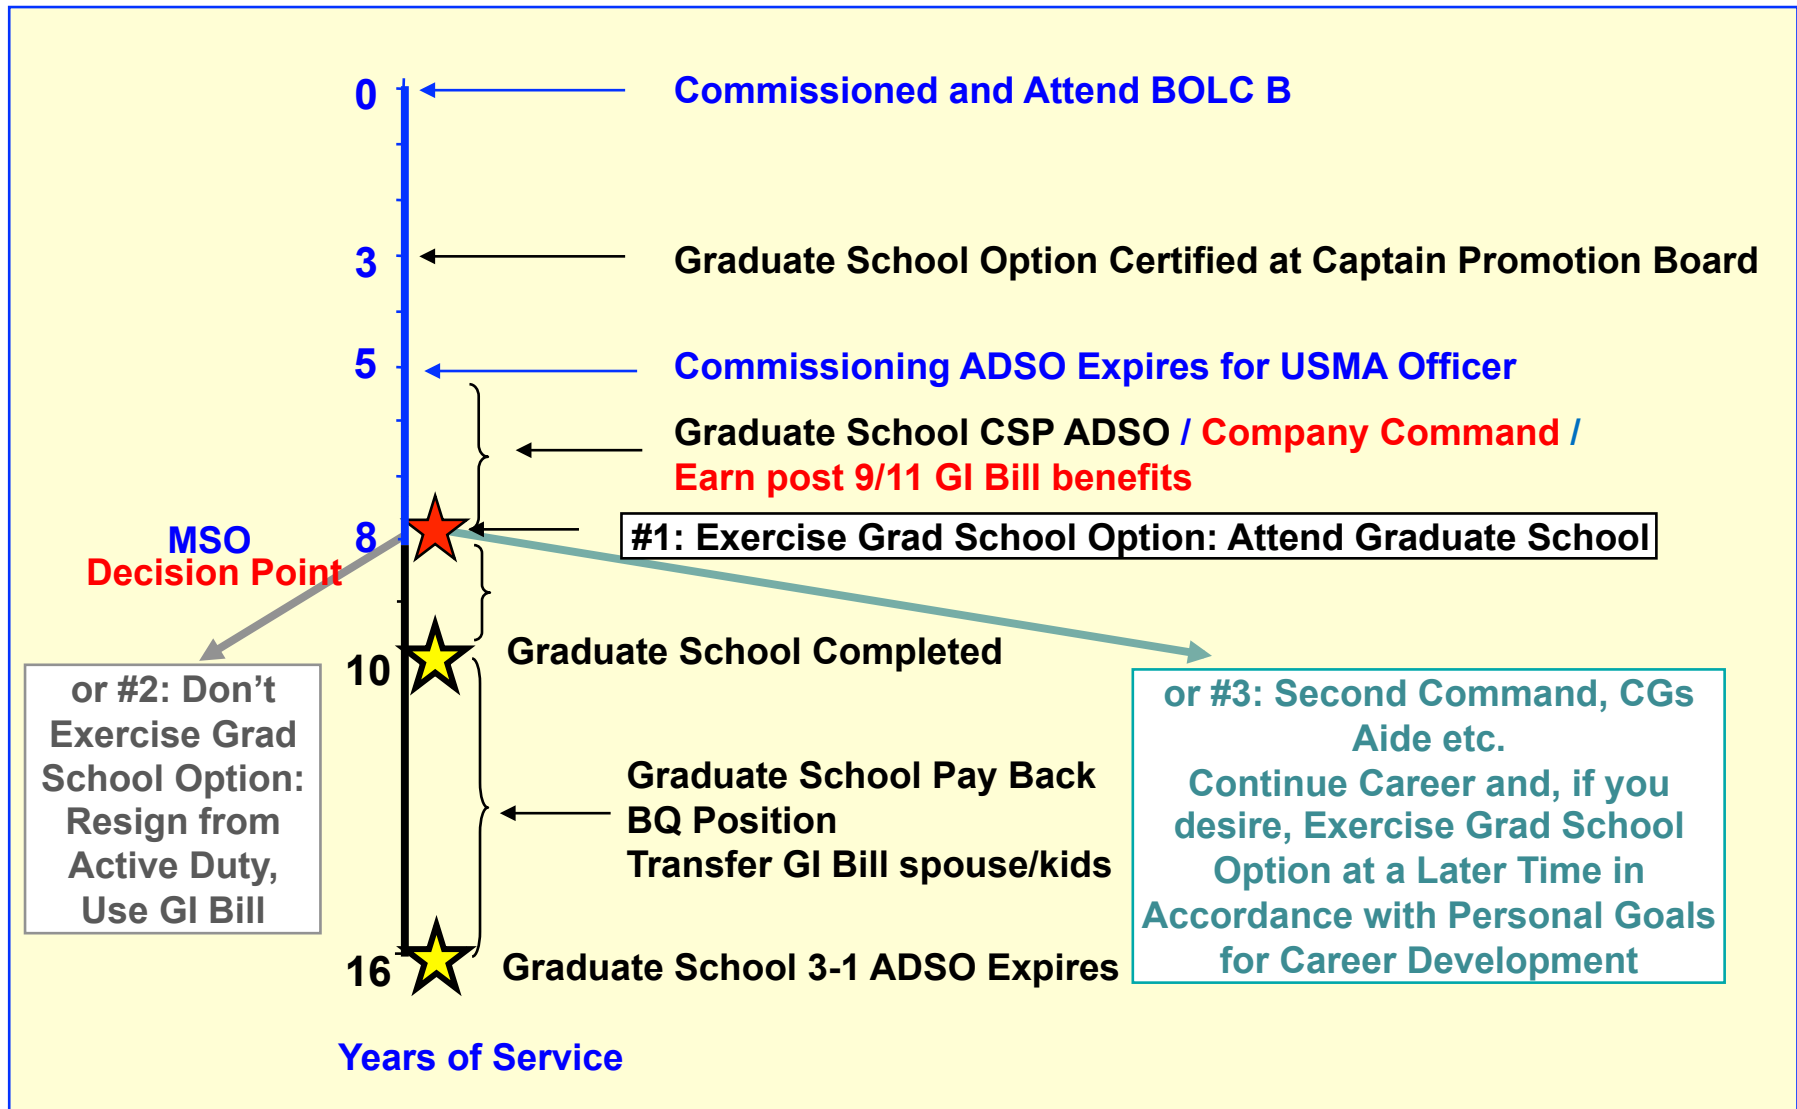 0
Commissioned and Attend BOLC B
3
Graduate School Option Certified at Captain Promotion Board
5
Commissioning ADSO Expires for USMA Officer
Graduate School CSP ADSO / Company Command /
Earn post 9/11 GI Bill benefits
MSO
Decision Point
8
#1: Exercise Grad School Option: Attend Graduate School
10
Graduate School Completed
or #2: Don’t
Exercise Grad
School Option:
Resign from
Active Duty,
Use GI Bill
Graduate School Pay Back
BQ Position
Transfer GI Bill spouse/kids
or #3: Second Command, CGs
Aide etc.
Continue Career and, if you
desire, Exercise Grad School
Option at a Later Time in
Accordance with Personal Goals
for Career Development
16
Graduate School 3-1 ADSO Expires
Years of Service